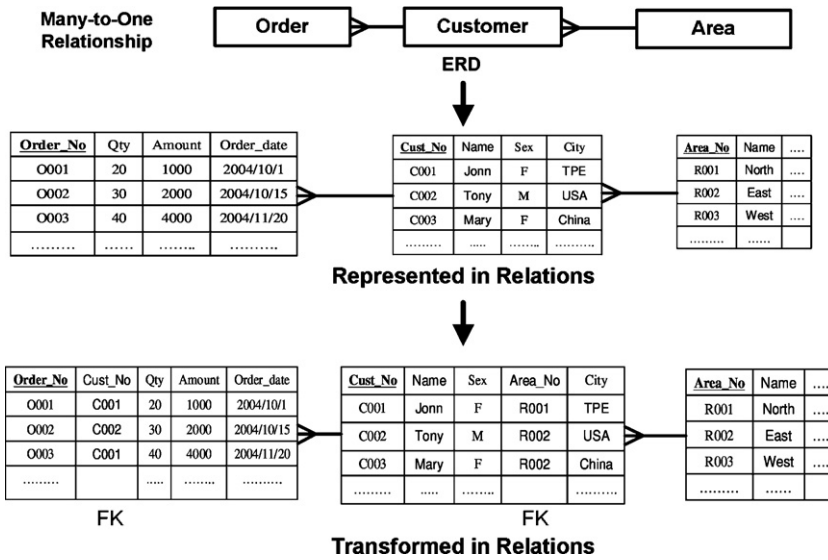 Many-to-One
Relationship
Order Customer Area
ERD
Order_No Qty Amount Order_date
O001 20 1000 2004/10/1
O002 30 2000 2004/10/15
O003 40 4000 2004/11/20
......... ...... ........ ..........
Cust_No Name Sex City
C001 Jonn F TPE
C002 Tony M USA
C003 Mary F China
......... ..... ........ ..........
Area_No Name ....
R001 North ....
R002 East ....
R003 West ....
......... ......
Represented in Relations
Order_No Cust_No Qty Amount Order_date
O001 C001 20 1000 2004/10/1
O002 C002 30 2000 2004/10/15
O003 C001 40 4000 2004/11/20
......... ..... ........ ..........
Cust_No Name Sex Area_No City
C001 Jonn F R001 TPE
C002 Tony M R002 USA
C003 Mary F R002 China
......... ..... ........ ..........
Area_No Name ....
R001 North ....
R002 East ....
R003 West ....
......... ...... ....
FK FK
Transformed in Relations